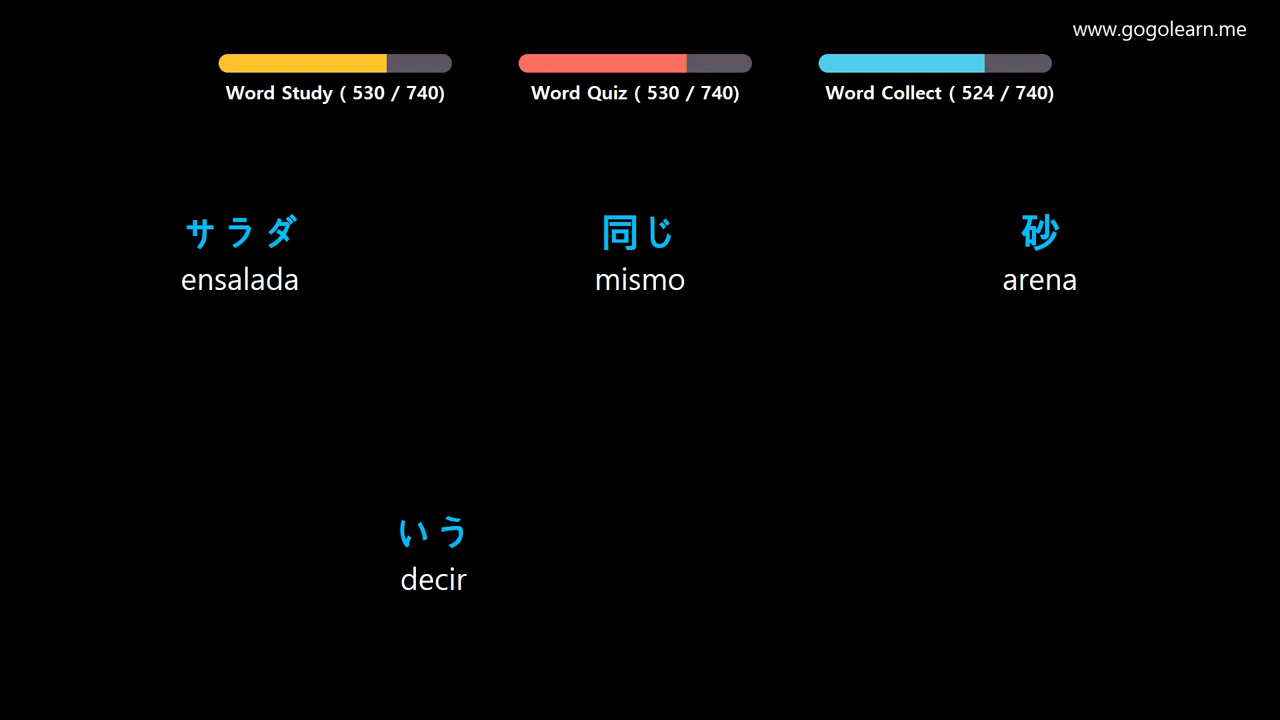 www.gogolearn.me
Word Study ( 530 / 740)
Word Quiz ( 530 / 740)
Word Collect ( 524 / 740)
サラダ
ensalada
同じ
mismo
砂
arena
いう
decir